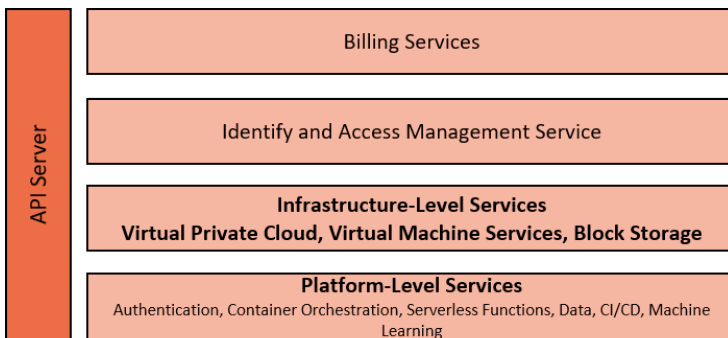 API Server
Billing Services
Identify and Access Management Service
Infrastructure-Level Services
Virtual Private Cloud, Virtual Machine Services, Block Storage
Platform-Level Services
Authentication, Container Orchestration, Serverless Functions, Data, CI/CD, Machine
Learning